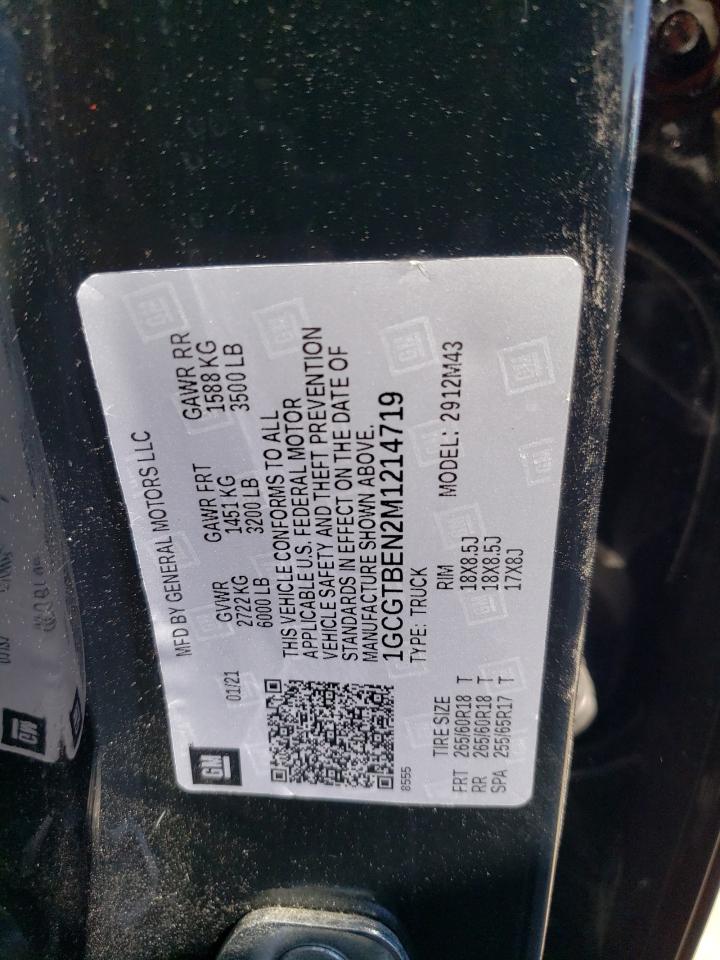 GM
MFD BY GENERAL MOTORS LLC
01/21
GVWR GAWR FRT GAWR RR
2722 KG 1451 KG 1588 KG
6000 LB 3200 LB 3500 LB
THIS VEHICLE CONFORMS TO ALL
APPLICABLE U.S. FEDERAL MOTOR
VEHICLE SAFETY AND THEFT PREVENTION
STANDARDS IN EFFECT ON THE DATE OF
MANUFACTURE SHOWN ABOVE.
8555
1GCGTBEN2M1214719
TYPE: TRUCK
MODEL: 2912M43
TIRE SIZE RIM
FRT 265/60R18 T 18X8.5J
RR 265/60R18 T 18X8.5J
SPA 255/65R17 T 17X8J
GM